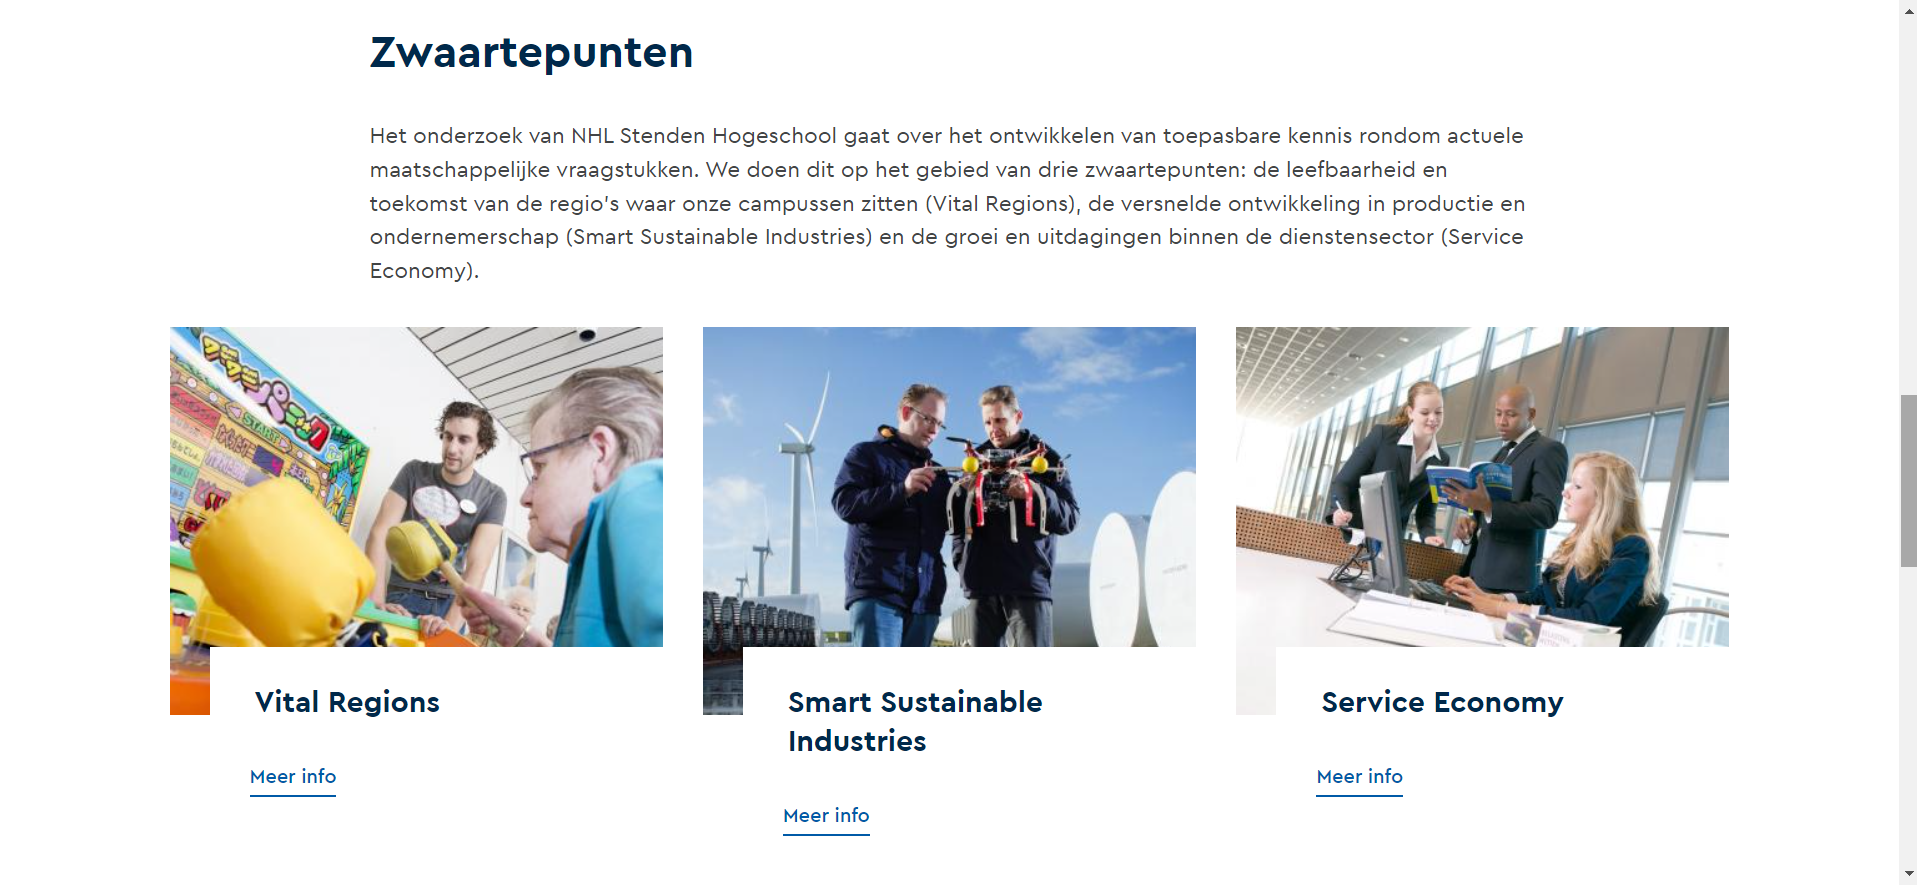 Zwaartepunten
Het onderzoek van NHL Stenden Hogeschool gaat over het ontwikkelen van toepasbare kennis rondom actuele
maatschappelijke vraagstukken. We doen dit op het gebied van drie zwaartepunten: de leefbaarheid en
toekomst van de regio's waar onze campussen zitten (Vital Regions), de versnelde ontwikkeling in productie en
ondernemerschap (Smart Sustainable Industries) en de groei en uitdagingen binnen de dienstensector (Service
Economy).
START
Vital Regions
Smart Sustainable
Industries
Service Economy
Meer info
Meer info
Meer info